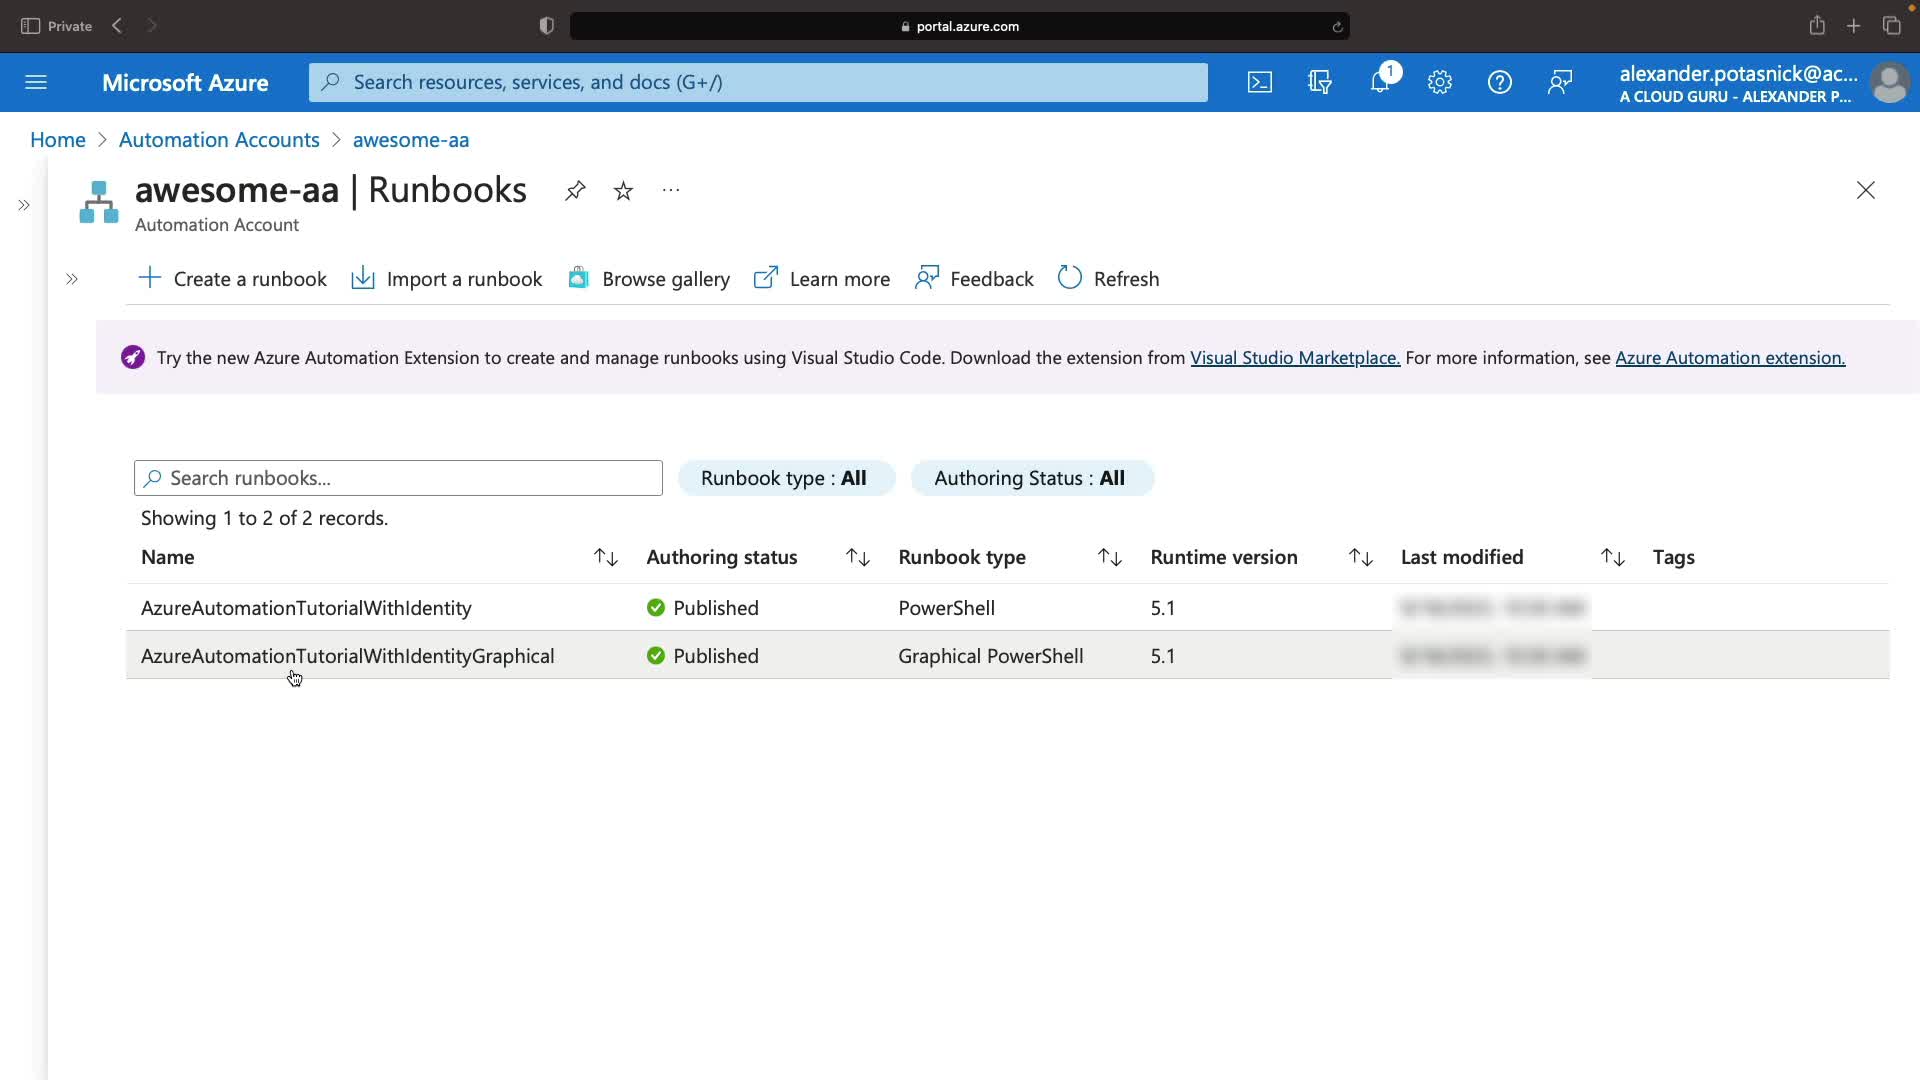 Private
portal.azure.com
Microsoft Azure
Search resources, services, and docs (G+/)
1
alexander.potasnick@ac...
A CLOUD GURU - ALEXANDER P...
Home > Automation Accounts > awesome-aa
awesome-aa | Runbooks
Automation Account
Create a runbook
Import a runbook
Browse gallery
Learn more
Feedback
Refresh
Try the new Azure Automation Extension to create and manage runbooks using Visual Studio Code. Download the extension from Visual Studio Marketplace. For more information, see Azure Automation extension.
Search runbooks...
Runbook type : All
Authoring Status : All
Showing 1 to 2 of 2 records.
Name Authoring status Runbook type Runtime version Last modified Tags
AzureAutomationTutorialWithIdentity Published PowerShell 5.1
AzureAutomationTutorialWithIdentityGraphical Published Graphical PowerShell 5.1